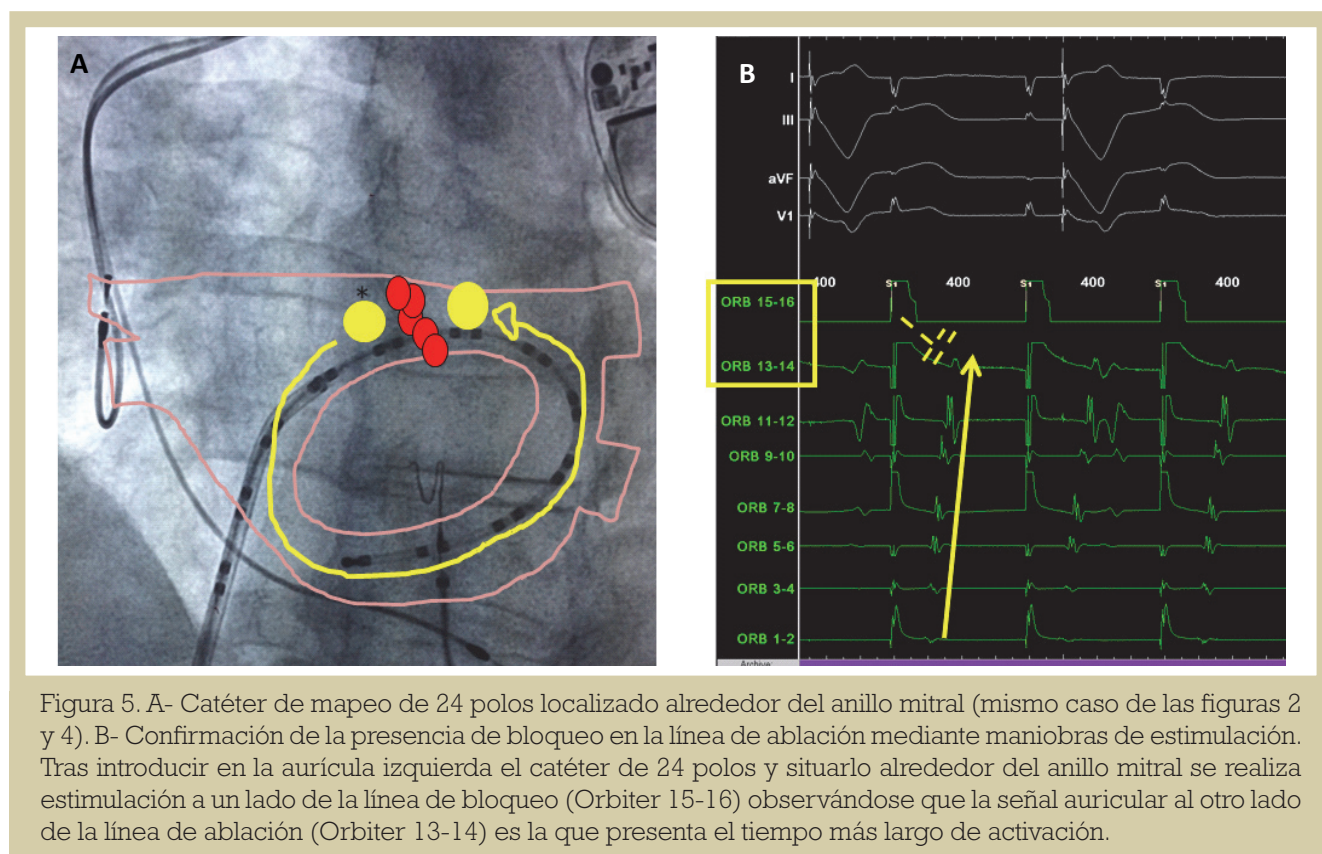 A
*
B
I
III
aVF
V1
400 S1 400 S1 400 S1 400
ORB 15-16
ORB 13-14
ORB 11-12
ORB 9-10
ORB 7-8
ORB 5-6
ORB 3-4
ORB 1-2
Archive:
Figura 5. A- Catéter de mapeo de 24 polos localizado alrededor del anillo mitral (mismo caso de las figuras 2
y 4). B- Confirmación de la presencia de bloqueo en la línea de ablación mediante maniobras de estimulación.
Tras introducir en la aurícula izquierda el catéter de 24 polos y situarlo alrededor del anillo mitral se realiza
estimulación a un lado de la línea de bloqueo (Orbiter 15-16) observándose que la señal auricular al otro lado
de la línea de ablación (Orbiter 13-14) es la que presenta el tiempo más largo de activación.